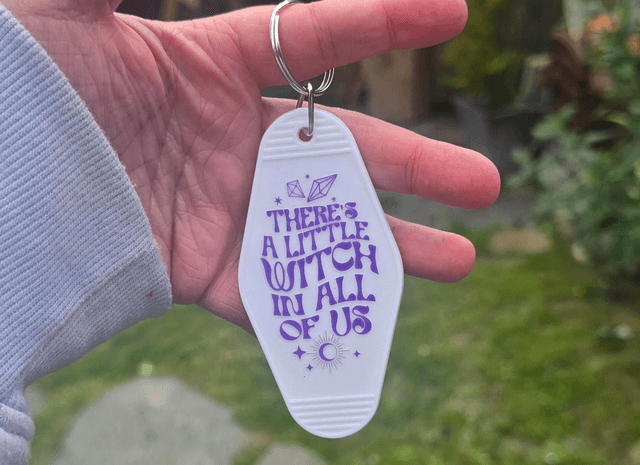 THERE'S
A LITTLE
WITCH
IN ALL
OF US